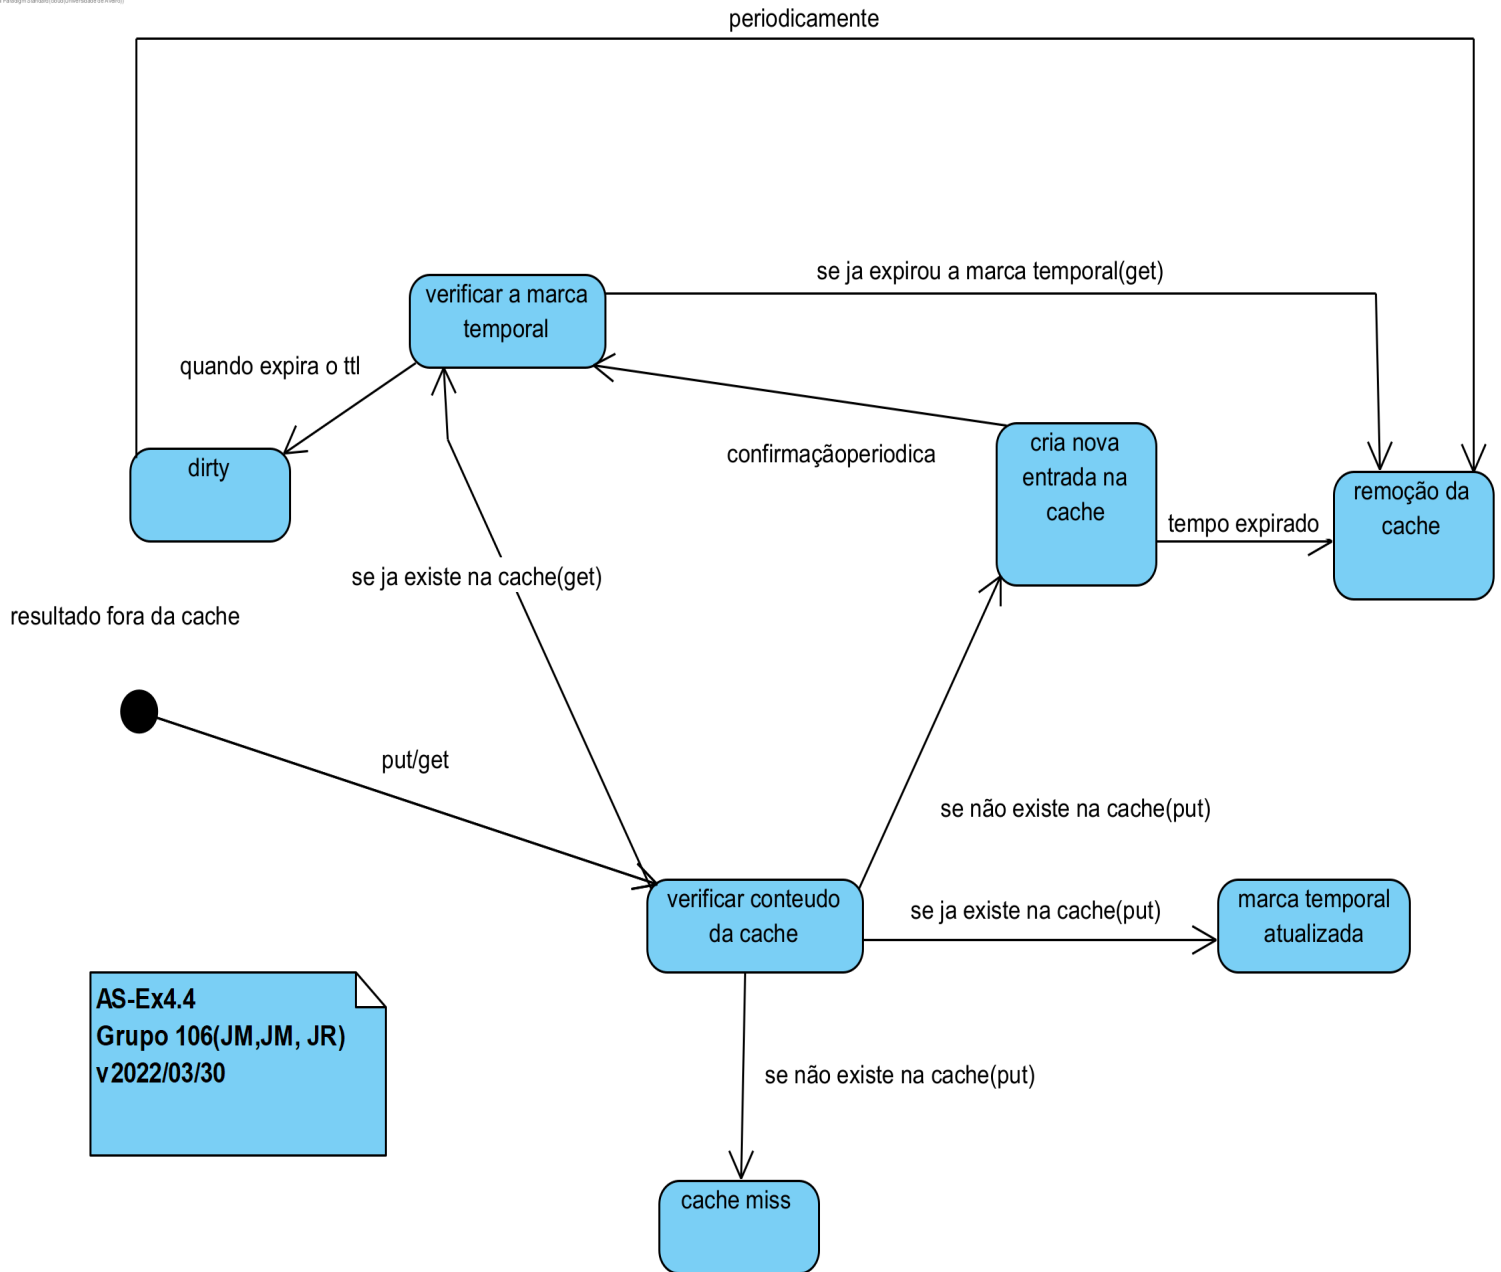 periodicamente
se ja expirou a marca temporal(get)
verificar a marca
temporal
quando expira o ttl
dirty
confirmaçãoperiodica
cria nova
entrada na
cache
remoção da
cache
tempo expirado
se ja existe na cache(get)
resultado fora da cache
put/get
se não existe na cache(put)
verificar conteudo
da cache
se ja existe na cache(put)
marca temporal
atualizada
AS-Ex4.4
Grupo 106(JM,JM, JR)
v2022/03/30
se não existe na cache(put)
cache miss